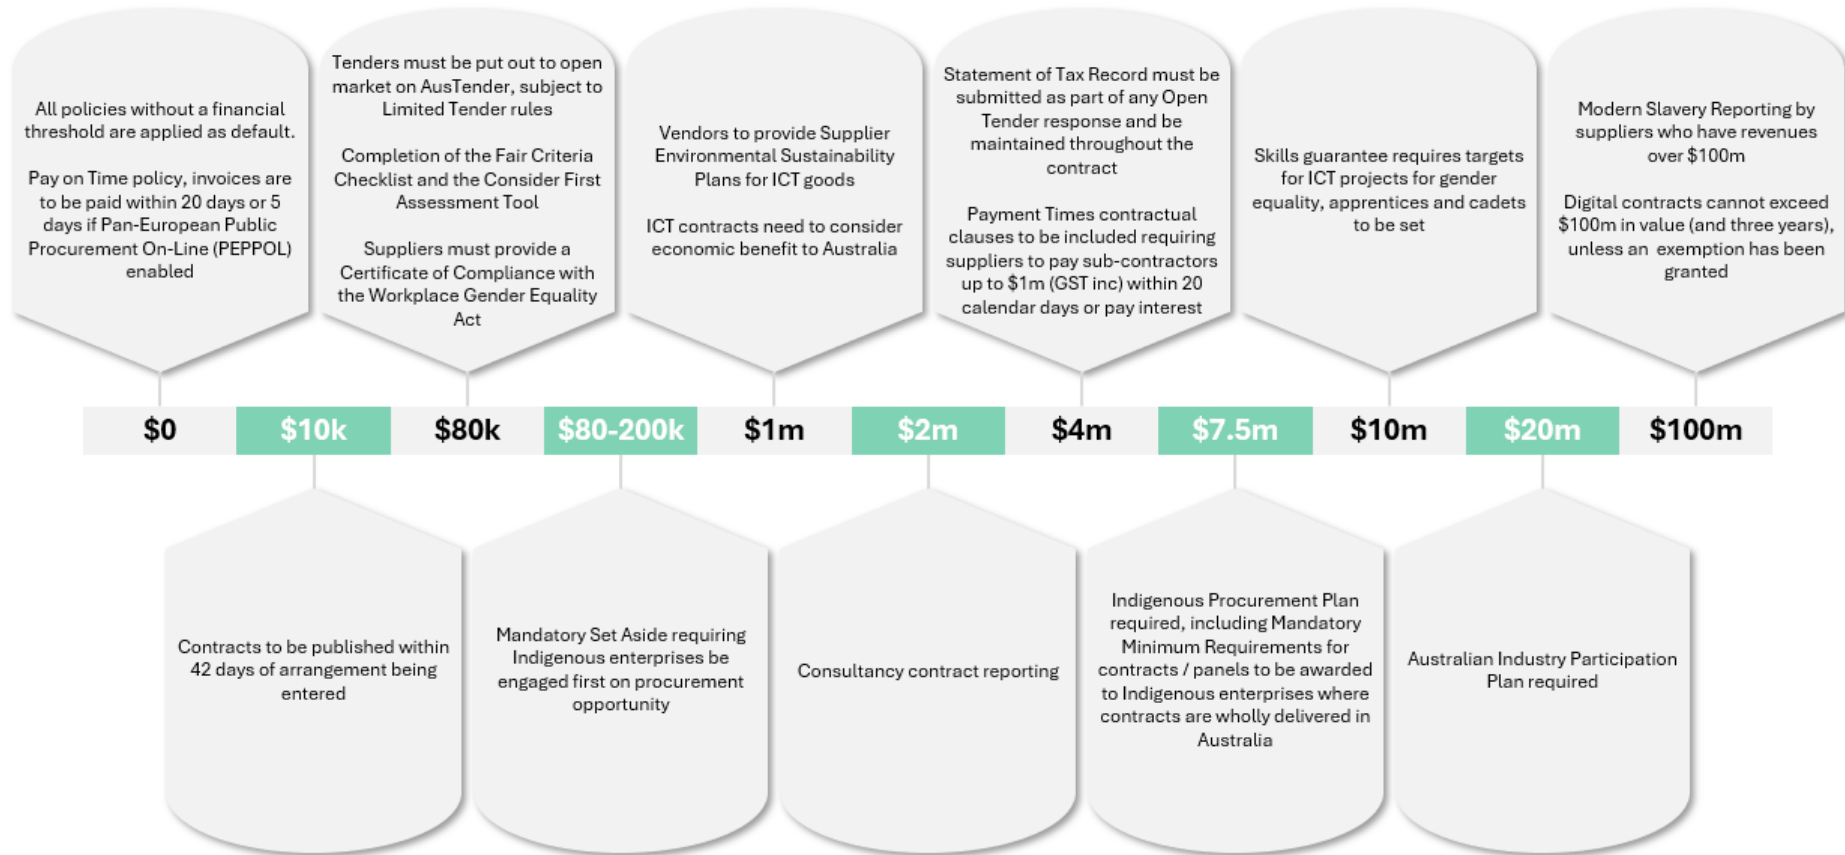 All policies without a financial
threshold are applied as default.
Pay on Time policy, invoices are
to be paid within 20 days or 5
days if Pan-European Public
Procurement On-Line (PEPPOL)
enabled
Tenders must be put out to open
market on AusTender, subject to
Limited Tender rules
Completion of the Fair Criteria
Checklist and the Consider First
Assessment Tool
Suppliers must provide a
Certificate of Compliance with
the Workplace Gender Equality
Act
Vendors to provide Supplier
Environmental Sustainability
Plans for ICT goods
ICT contracts need to consider
economic benefit to Australia
Statement of Tax Record must be
submitted as part of any Open
Tender response and be
maintained throughout the
contract
Payment Times contractual
clauses to be included requiring
suppliers to pay sub-contractors
up to $1m (GST inc) within 20
calendar days or pay interest
Skills guarantee requires targets
for ICT projects for gender
equality, apprentices and cadets
to be set
Modern Slavery Reporting by
suppliers who have revenues
over $100m
Digital contracts cannot exceed
$100m in value (and three years),
unless an exemption has been
granted
$0 $10k $80k $80-200k $1m $2m $4m $7.5m $10m $20m $100m
Contracts to be published within
42 days of arrangement being
entered
Mandatory Set Aside requiring
Indigenous enterprises be
engaged first on procurement
opportunity
Consultancy contract reporting
Indigenous Procurement Plan
required, including Mandatory
Minimum Requirements for
contracts / panels to be awarded
to Indigenous enterprises where
contracts are wholly delivered in
Australia
Australian Industry Participation
Plan required